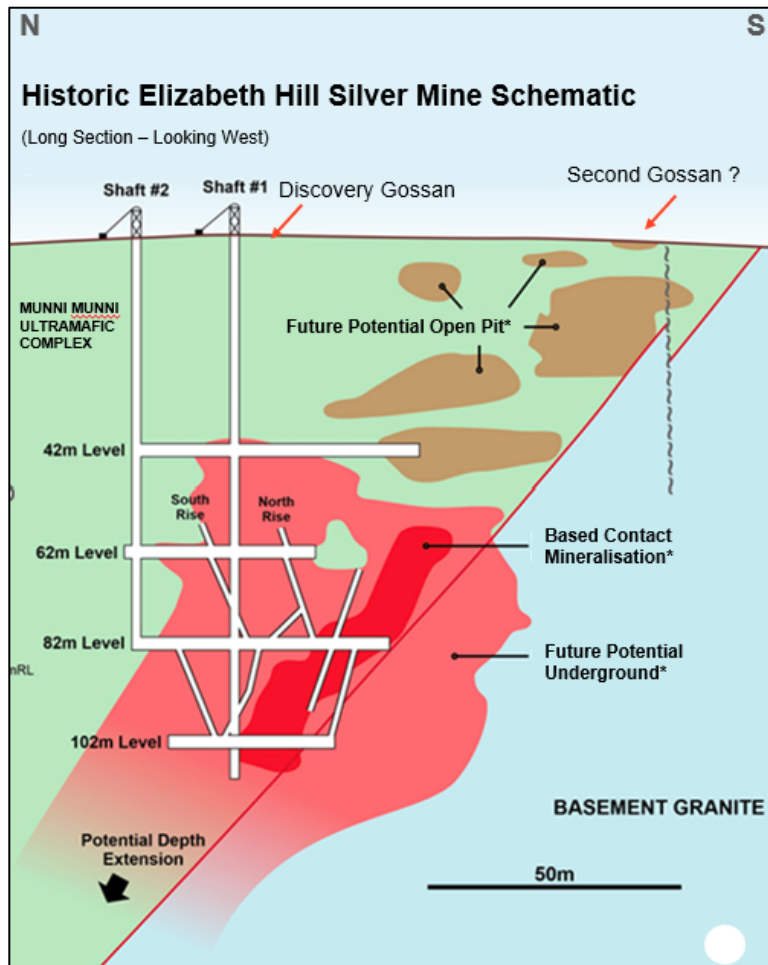 N
S
Historic Elizabeth Hill Silver Mine Schematic
(Long Section – Looking West)
Shaft #2
Shaft #1
Discovery Gossan
Second Gossan ?
MUNNI MUNNI
ULTRAMAFIC
COMPLEX
Future Potential Open Pit*
42m Level
South
Rise
North
Rise
62m Level
Based Contact
Mineralisation*
82m Level
Future Potential
Underground*
nRL
102m Level
BASEMENT GRANITE
Potential Depth
Extension
50m